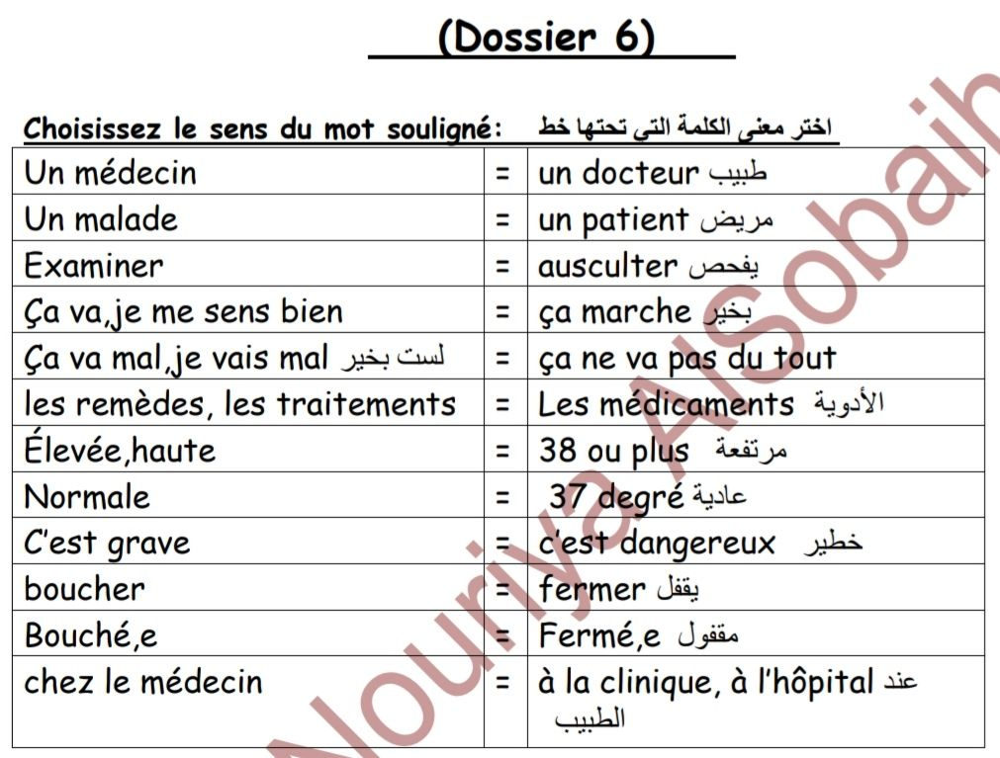 (Dossier 6)
Choisissez le sens du mot souligné: اختر معنى الكلمة التي تحتها خط
Un médecin = un docteur طبيب
Un malade = un patient مريض
Examiner = ausculter يفحص
Ça va,je me sens bien = ça marche بخير
Ça va mal,je vais mal لست بخير = ça ne va pas du tout
les remèdes, les traitements = Les médicaments الأدوية
Élevée,haute = 38 ou plus مرتفعة
Normale = 37 degré عادية
C'est grave = c'est dangereux خطير
boucher = fermer يقفل
Bouché,e = Fermé,e مقفول
chez le médecin = à la clinique, à l'hôpital عند
الطبيب
Nouriya AlSobaih